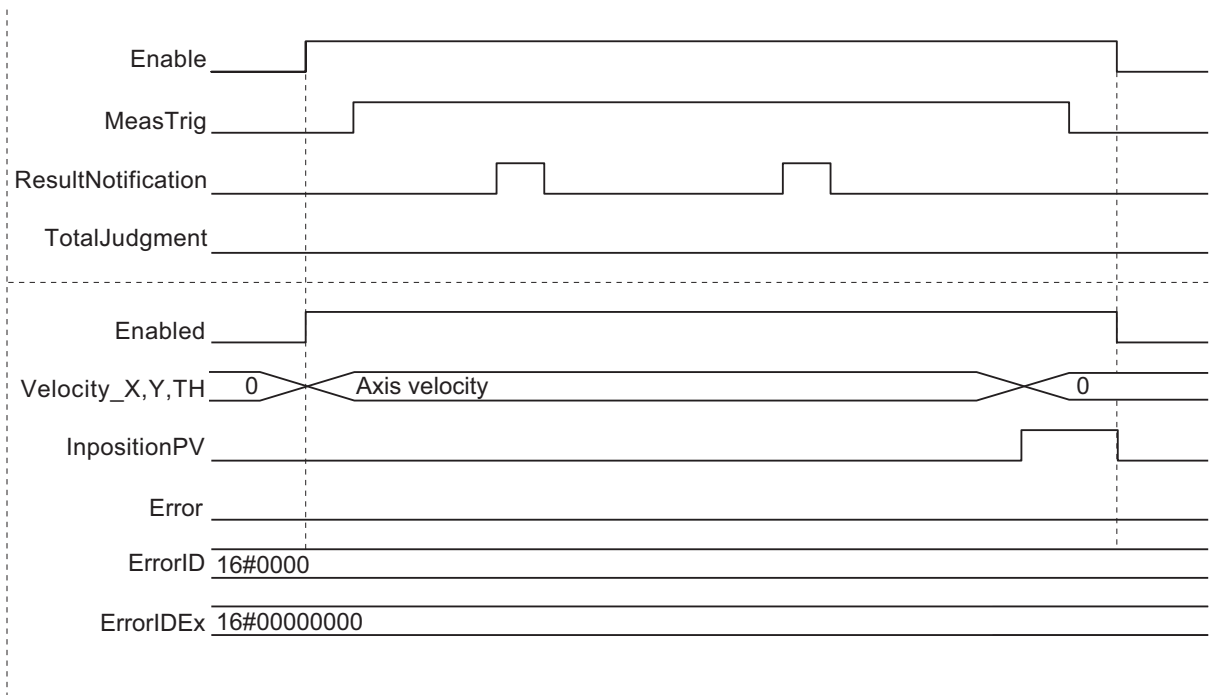 Enable
MeasTrig
ResultNotification
TotalJudgment
Enabled
Velocity_X,Y,TH 0 Axis velocity 0
InpositionPV
Error
ErrorID 16#0000
ErrorIDEx 16#00000000